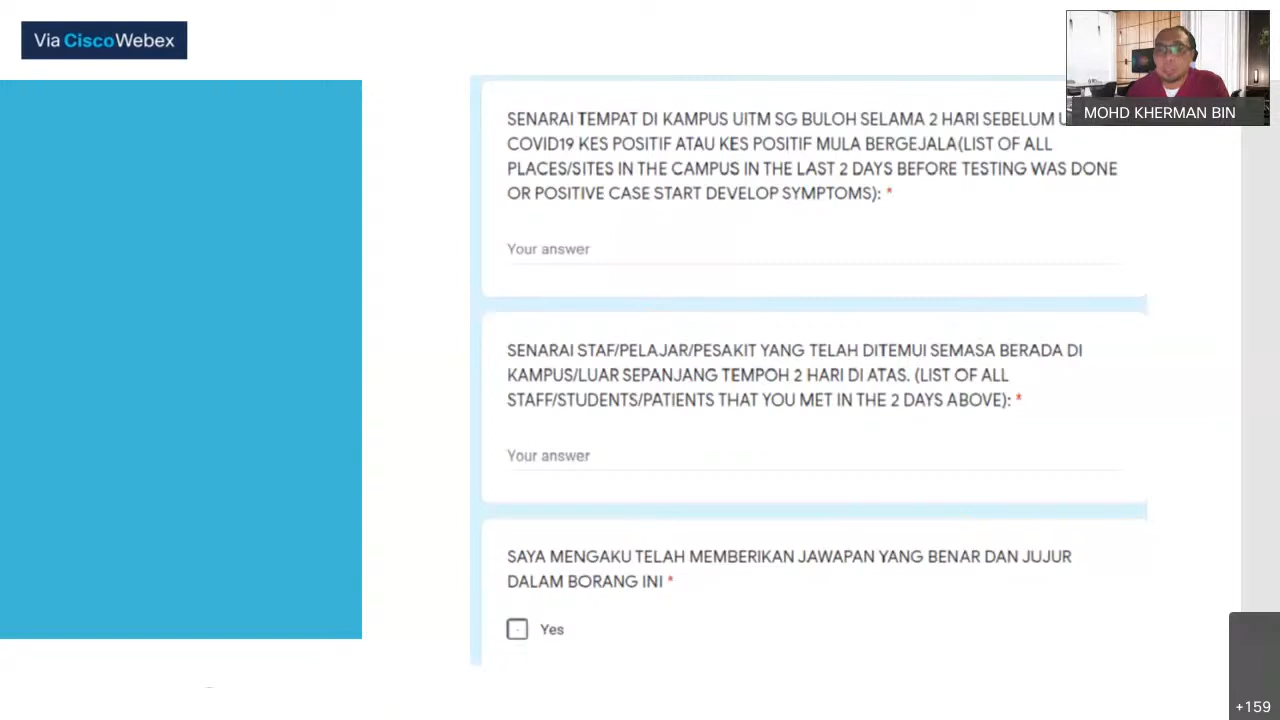 Via CiscoWebex
MOHD KHERMAN BIN
SENARAI TEMPAT DI KAMPUS UITM SG BULOH SELAMA 2 HARI SEBELUM
COVID19 KES POSITIF ATAU KES POSITIF MULA BERGEJALA(LIST OF ALL
PLACES/SITES IN THE CAMPUS IN THE LAST 2 DAYS BEFORE TESTING WAS DONE
OR POSITIVE CASE START DEVELOP SYMPTOMS): *
Your answer
SENARAI STAF/PELAJAR/PESAKIT YANG TELAH DITEMUI SEMASA BERADA DI
KAMPUS/LUAR SEPANJANG TEMPOH 2 HARI DI ATAS. (LIST OF ALL
STAFF/STUDENTS/PATIENTS THAT YOU MET IN THE 2 DAYS ABOVE): *
Your answer
SAYA MENGAKU TELAH MEMBERIKAN JAWAPAN YANG BENAR DAN JUJUR
DALAM BORANG INI *
Yes
+159